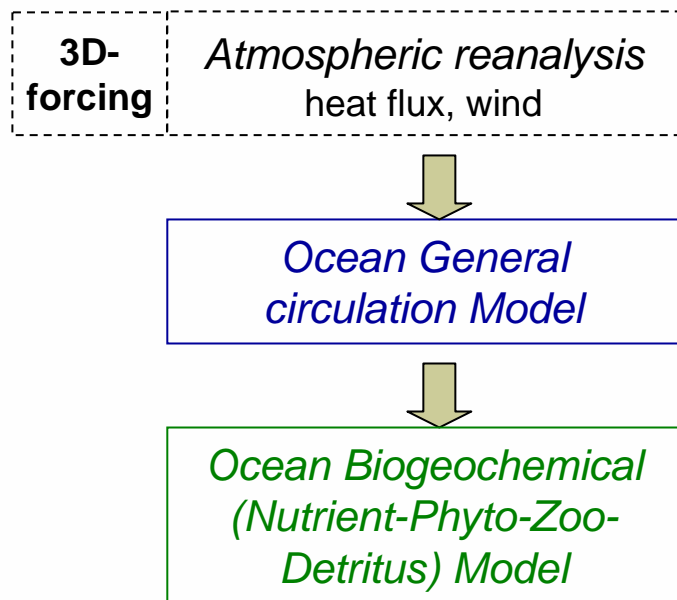 3D-
forcing
Atmospheric reanalysis
heat flux, wind
Ocean General
circulation Model
Ocean Biogeochemical
(Nutrient-Phyto-Zoo-
Detritus) Model